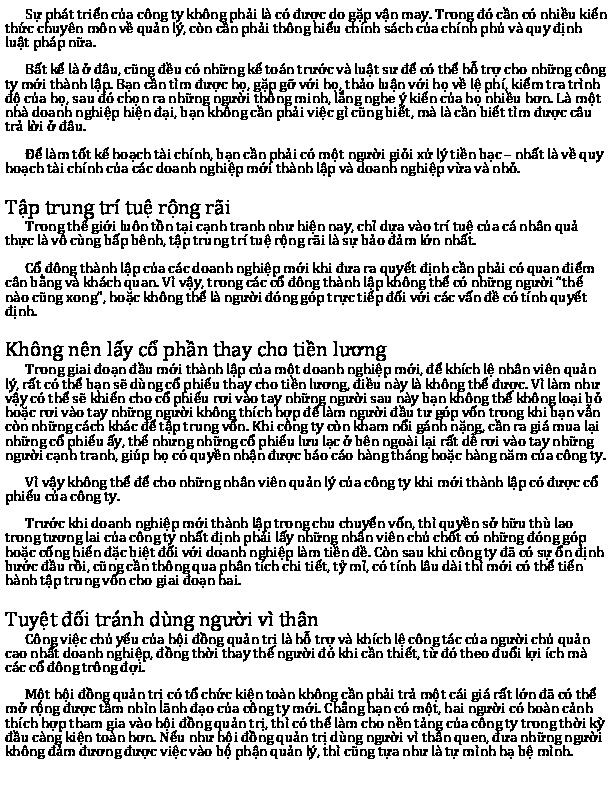 Sự phát triển của công ty không phải là có được do gặp vận may. Trong đó cần có nhiều kiến
thức chuyên môn về quản lý, còn cần phải thông hiểu chính sách của chính phủ và quy định
luật pháp nữa.
Bất kể là ở đâu, cũng đều có những kế toán trước và luật sư để có thể hỗ trợ cho những công
ty mới thành lập. Bạn cần tìm được họ, gặp gỡ với họ, thảo luận với họ về lệ phí, kiểm tra trình
độ của họ, sau đó chọn ra những người thông minh, lắng nghe ý kiến của họ nhiều hơn. Là một
nhà doanh nghiệp hiện đại, bạn không cần phải việc gì cũng biết, mà là cần biết tìm được câu
trả lời ở đâu.
Để làm tốt kế hoạch tài chính, bạn cần phải có một người giỏi xử lý tiền bạc – nhất là về quy
hoạch tài chính của các doanh nghiệp mới thành lập và doanh nghiệp vừa và nhỏ.
Tập trung trí tuệ rộng rãi
Trong thế giới luôn tồn tại cạnh tranh như hiện nay, chỉ dựa vào trí tuệ của cá nhân quả
thực là vô cùng bấp bênh, tập trung trí tuệ rộng rãi là sự bảo đảm lớn nhất.
Cổ đông thành lập của các doanh nghiệp mới khi đưa ra quyết định cần phải có quan điểm
cân bằng và khách quan. Vì vậy, trong các cổ đông thành lập không thể có những người “thế
nào cũng xong”, hoặc không thể là người đóng góp trực tiếp đối với các vấn đề có tính quyết
định.
Không nên lấy cổ phần thay cho tiền lương
Trong giai đoạn đầu mới thành lập của một doanh nghiệp mới, để khích lệ nhân viên quản
lý, rất có thể bạn sẽ dùng cổ phiếu thay cho tiền lương, điều này là không thể được. Vì làm như
vậy có thể sẽ khiến cho cổ phiếu rơi vào tay những người sau này bạn không thể không loại bỏ
hoặc rơi vào tay những người không thích hợp để làm người đầu tư góp vốn trong khi bạn vẫn
còn những cách khác để tập trung vốn. Khi công ty còn kham nổi gánh nặng, cần ra giá mua lại
những cổ phiếu ấy, thế nhưng những cổ phiếu lưu lạc ở bên ngoài lại rất dễ rơi vào tay những
người cạnh tranh, giúp họ có quyền nhận được báo cáo hàng tháng hoặc hàng năm của công ty.
Vì vậy không thể để cho những nhân viên quản lý của công ty khi mới thành lập có được cổ
phiếu của công ty.
Trước khi doanh nghiệp mới thành lập trong chu chuyển vốn, thì quyền sở hữu thù lao
trong tương lai của công ty nhất định phải lấy những nhân viên chủ chốt có những đóng góp
hoặc cống hiến đặc biệt đối với doanh nghiệp làm tiền đề. Còn sau khi công ty đã có sự ổn định
bước đầu rồi, cũng cần thông qua phân tích chi tiết, tỷ mỉ, có tính lâu dài thì mới có thể tiến
hành tập trung vốn cho giai đoạn hai.
Tuyệt đối tránh dùng người vì thân
Công việc chủ yếu của hội đồng quản trị là hỗ trợ và khích lệ công tác của người chủ quản
cao nhất doanh nghiệp, đồng thời thay thế người đó khi cần thiết, từ đó theo đuổi lợi ích mà
các cổ đông trông đợi.
Một hội đồng quản trị có tổ chức kiện toàn không cần phải trả một cái giá rất lớn đã có thể
mở rộng được tầm nhìn lãnh đạo của công ty mới. Chẳng hạn có một, hai người có hoàn cảnh
thích hợp tham gia vào hội đồng quản trị, thì có thể làm cho nền tảng của công ty trong thời kỳ
đầu càng kiện toàn hơn. Nếu như hội đồng quản trị dùng người vì thân quen, đưa những người
không đảm đương được việc vào bộ phận quản lý, thì cũng tựa như là tự mình hạ bệ mình.